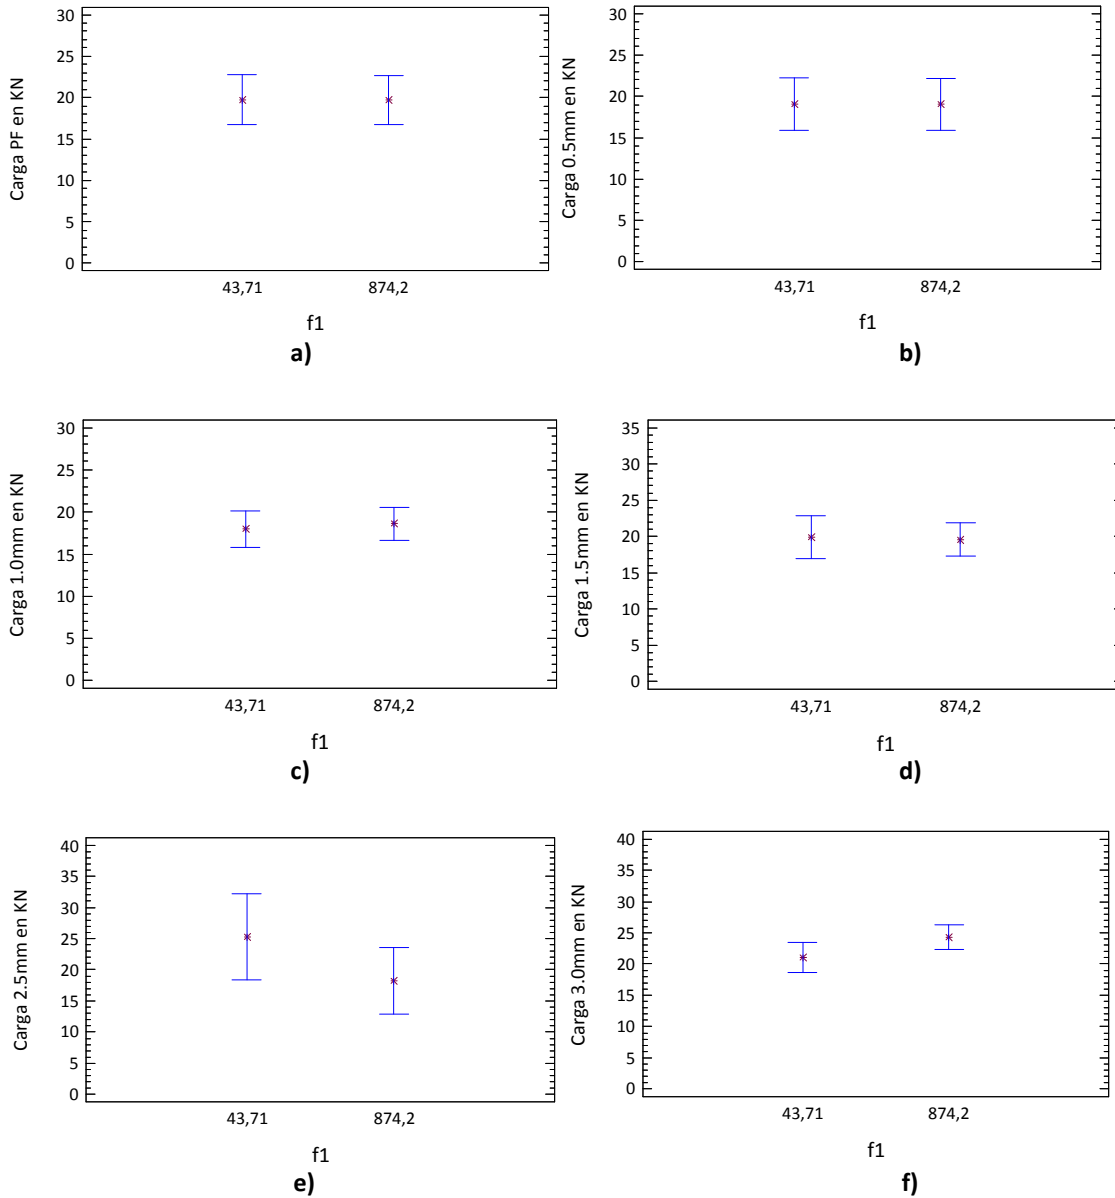 Carga PF en KN
30
25
20
15
10
5
0
43,71 874,2
f1
a)
Carga 0.5mm en KN
30
25
20
15
10
5
0
43,71 874,2
f1
b)
Carga 1.0mm en KN
30
25
20
15
10
5
0
43,71 874,2
f1
c)
Carga 1.5mm en KN
35
30
25
20
15
10
5
0
43,71 874,2
f1
d)
Carga 2.5mm en KN
40
35
30
25
20
15
10
5
0
43,71 874,2
f1
e)
Carga 3.0mm en KN
40
35
30
25
20
15
10
5
0
43,71 874,2
f1
f)